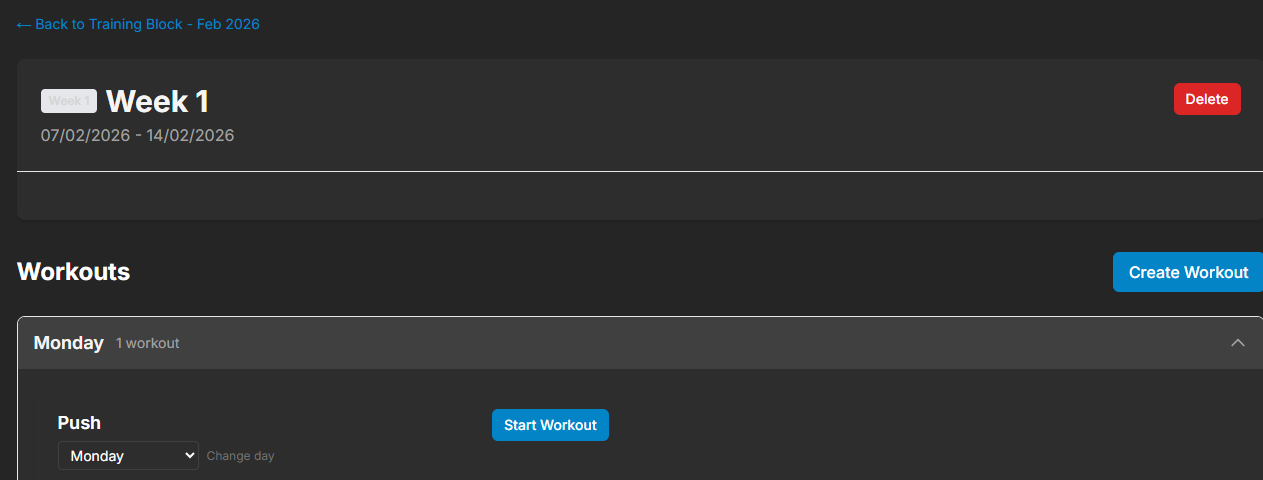 ← Back to Training Block - Feb 2026
Week 1 Week 1
Delete
07/02/2026 - 14/02/2026
Workouts
Create Workout
Monday 1 workout
Push
Start Workout
Monday Change day